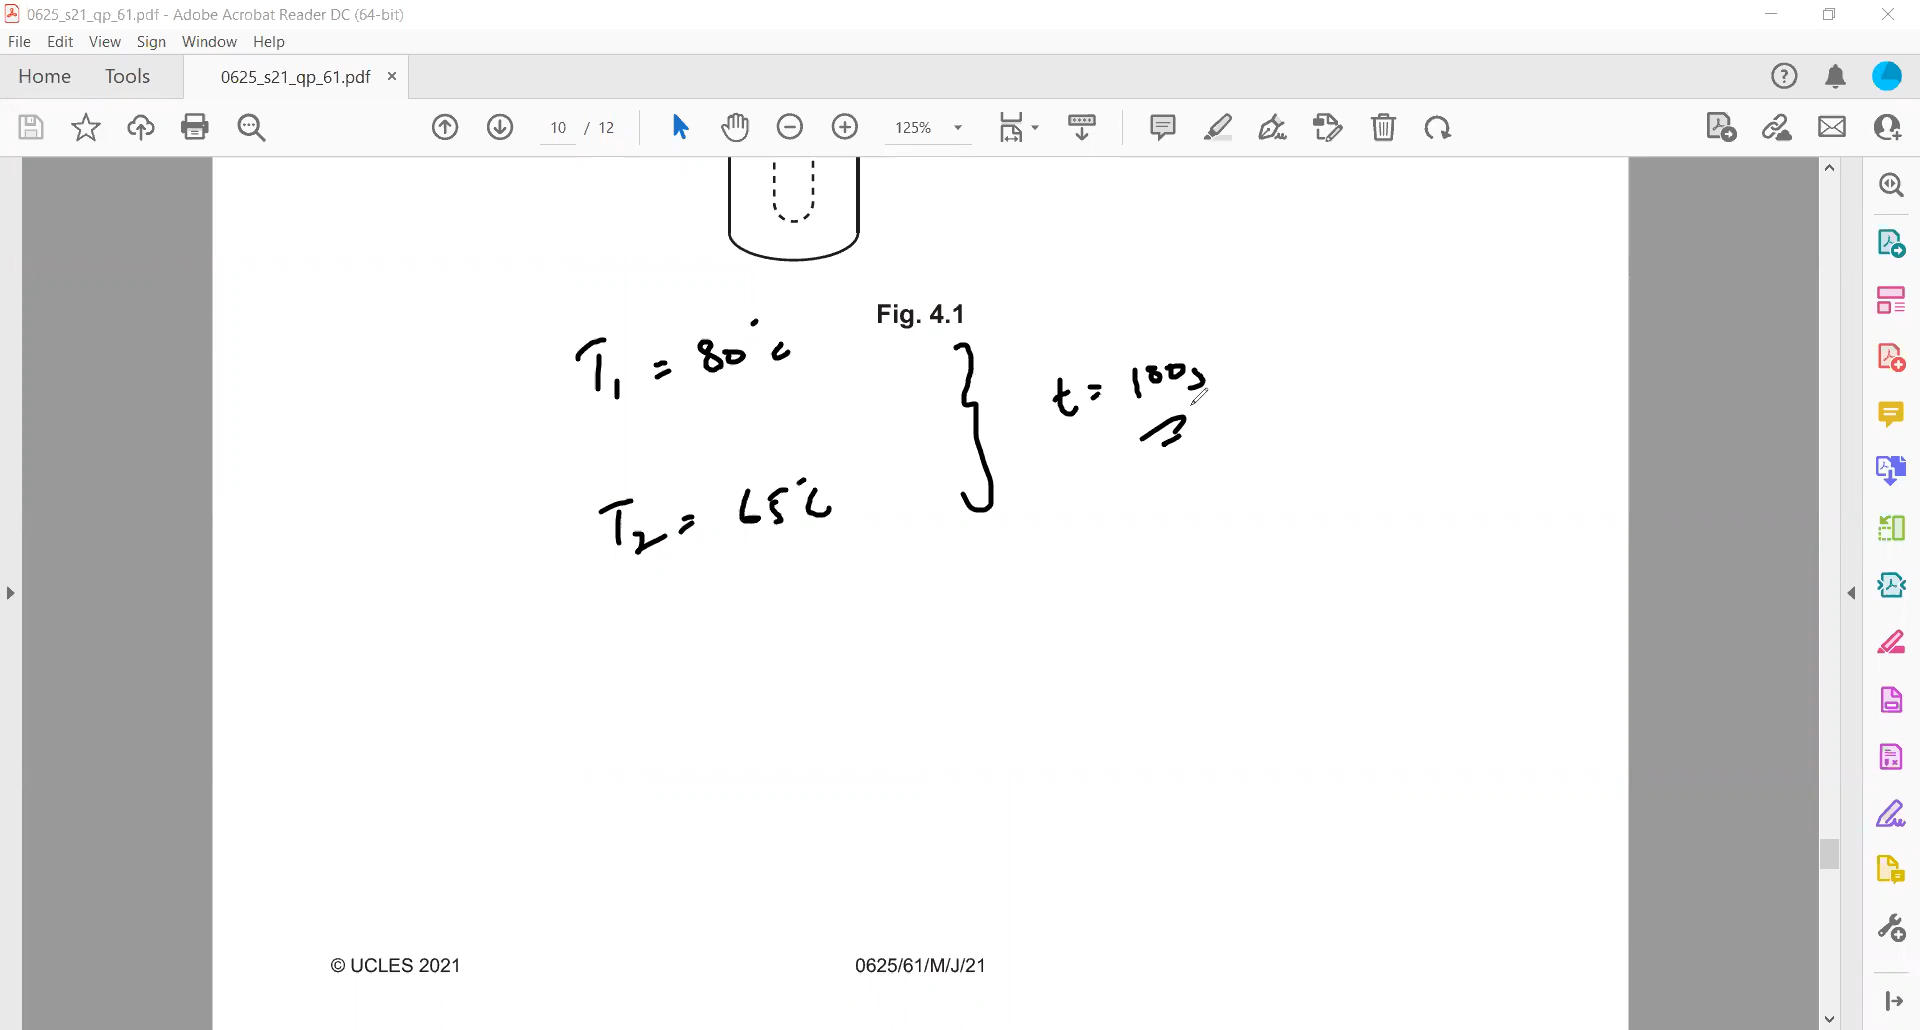 0625_s21_qp_61.pdf - Adobe Acrobat Reader DC (64-bit)
File Edit View Sign Window Help
Home Tools 0625_s21_qp_61.pdf ×
10 / 12 125%
Fig. 4.1
T₁ = 80°C
t = 180s
T₂ = 65°C
© UCLES 2021 0625/61/M/J/21